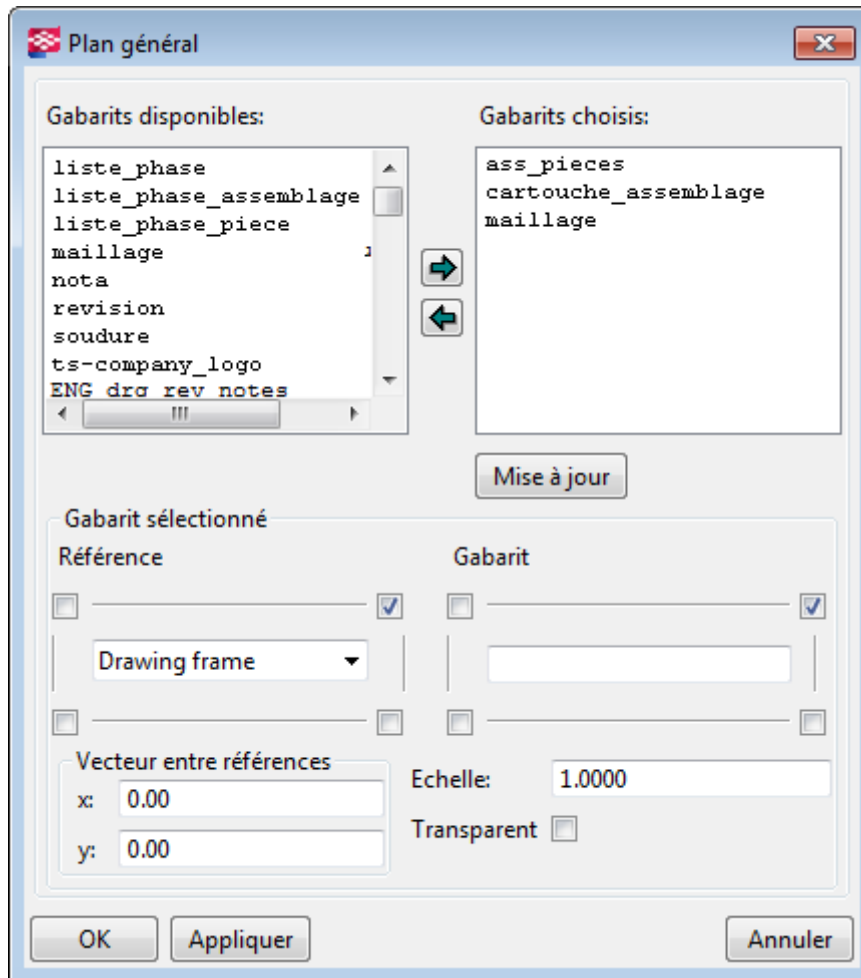 Plan général
Gabarits disponibles:
liste_phase
liste_phase_assemblage
liste_phase_piece
maillage
nota
revision
soudure
ts-company_logo
ENG_drg_rev_notes
Gabarits choisis:
ass_pieces
cartouche_assemblage
maillage
Mise à jour
Gabarit sélectionné
Référence
Gabarit
Drawing frame
Vecteur entre références
x: 0.00
y: 0.00
Echelle: 1.0000
Transparent
OK
Appliquer
Annuler